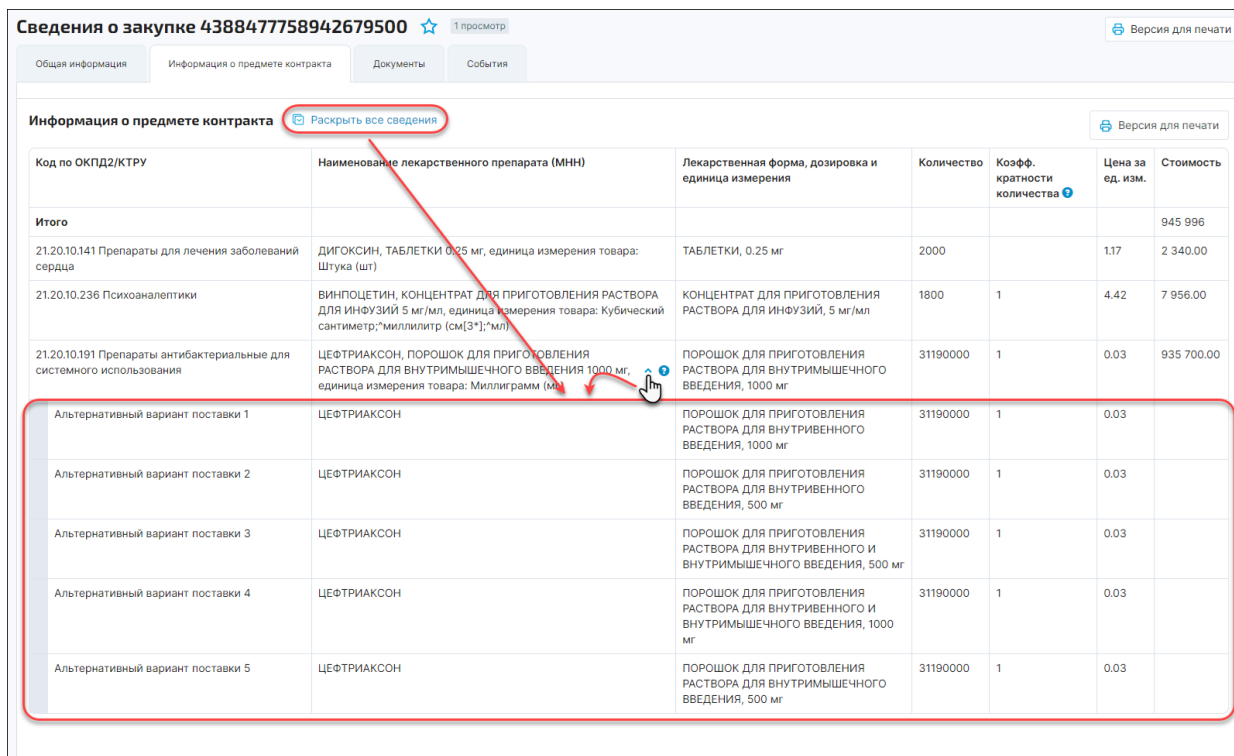 Сведения о закупке 4388477758942679500 1 просмотр
Версия для печати
Общая информация Информация о предмете контракта Документы События
Информация о предмете контракта Раскрыть все сведения
Версия для печати
Код по ОКПД2/КТРУ
Наименование лекарственного препарата (МНН)
Лекарственная форма, дозировка и
единица измерения
Количество
Коэфф.
кратности
количества
Цена за
ед. изм.
Стоимость
Итого
945 996
21.20.10.141 Препараты для лечения заболеваний
сердца
ДИГОКСИН, ТАБЛЕТКИ 0.25 мг, единица измерения товара:
Штука (шт)
ТАБЛЕТКИ, 0.25 мг
2000
1.17
2 340.00
21.20.10.236 Психоаналептики
ВИНПОЦЕТИН, КОНЦЕНТРАТ ДЛЯ ПРИГОТОВЛЕНИЯ РАСТВОРА
ДЛЯ ИНФУЗИЙ 5 мг/мл, единица измерения товара: Кубический
сантиметр;^миллилитр (см[3*];^мл)
КОНЦЕНТРАТ ДЛЯ ПРИГОТОВЛЕНИЯ
РАСТВОРА ДЛЯ ИНФУЗИЙ, 5 мг/мл
1800
1
4.42
7 956.00
21.20.10.191 Препараты антибактериальные для
системного использования
ЦЕФТРИАКСОН, ПОРОШОК ДЛЯ ПРИГОТОВЛЕНИЯ
РАСТВОРА ДЛЯ ВНУТРИМЫШЕЧНОГО ВВЕДЕНИЯ 1000 мг,
единица измерения товара: Миллиграмм (мг)
ПОРОШОК ДЛЯ ПРИГОТОВЛЕНИЯ
РАСТВОРА ДЛЯ ВНУТРИМЫШЕЧНОГО
ВВЕДЕНИЯ, 1000 мг
31190000
1
0.03
935 700.00
Альтернативный вариант поставки 1
ЦЕФТРИАКСОН
ПОРОШОК ДЛЯ ПРИГОТОВЛЕНИЯ
РАСТВОРА ДЛЯ ВНУТРИВЕННОГО
ВВЕДЕНИЯ, 1000 мг
31190000
1
0.03
Альтернативный вариант поставки 2
ЦЕФТРИАКСОН
ПОРОШОК ДЛЯ ПРИГОТОВЛЕНИЯ
РАСТВОРА ДЛЯ ВНУТРИВЕННОГО
ВВЕДЕНИЯ, 500 мг
31190000
1
0.03
Альтернативный вариант поставки 3
ЦЕФТРИАКСОН
ПОРОШОК ДЛЯ ПРИГОТОВЛЕНИЯ
РАСТВОРА ДЛЯ ВНУТРИВЕННОГО И
ВНУТРИМЫШЕЧНОГО ВВЕДЕНИЯ, 500 мг
31190000
1
0.03
Альтернативный вариант поставки 4
ЦЕФТРИАКСОН
ПОРОШОК ДЛЯ ПРИГОТОВЛЕНИЯ
РАСТВОРА ДЛЯ ВНУТРИВЕННОГО И
ВНУТРИМЫШЕЧНОГО ВВЕДЕНИЯ, 1000
мг
31190000
1
0.03
Альтернативный вариант поставки 5
ЦЕФТРИАКСОН
ПОРОШОК ДЛЯ ПРИГОТОВЛЕНИЯ
РАСТВОРА ДЛЯ ВНУТРИМЫШЕЧНОГО
ВВЕДЕНИЯ, 500 мг
31190000
1
0.03